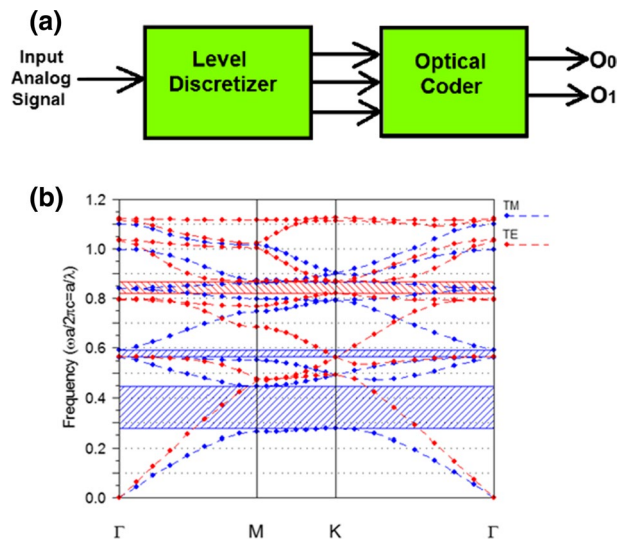 (a)
Input
Analog
Signal
Level
Discretizer
Optical
Coder
O0
O1
(b)
Frequency (ωa/2πc=a/λ)
1.2
1.0
0.8
0.6
0.4
0.2
0.0
Γ M K Γ
TM
TE